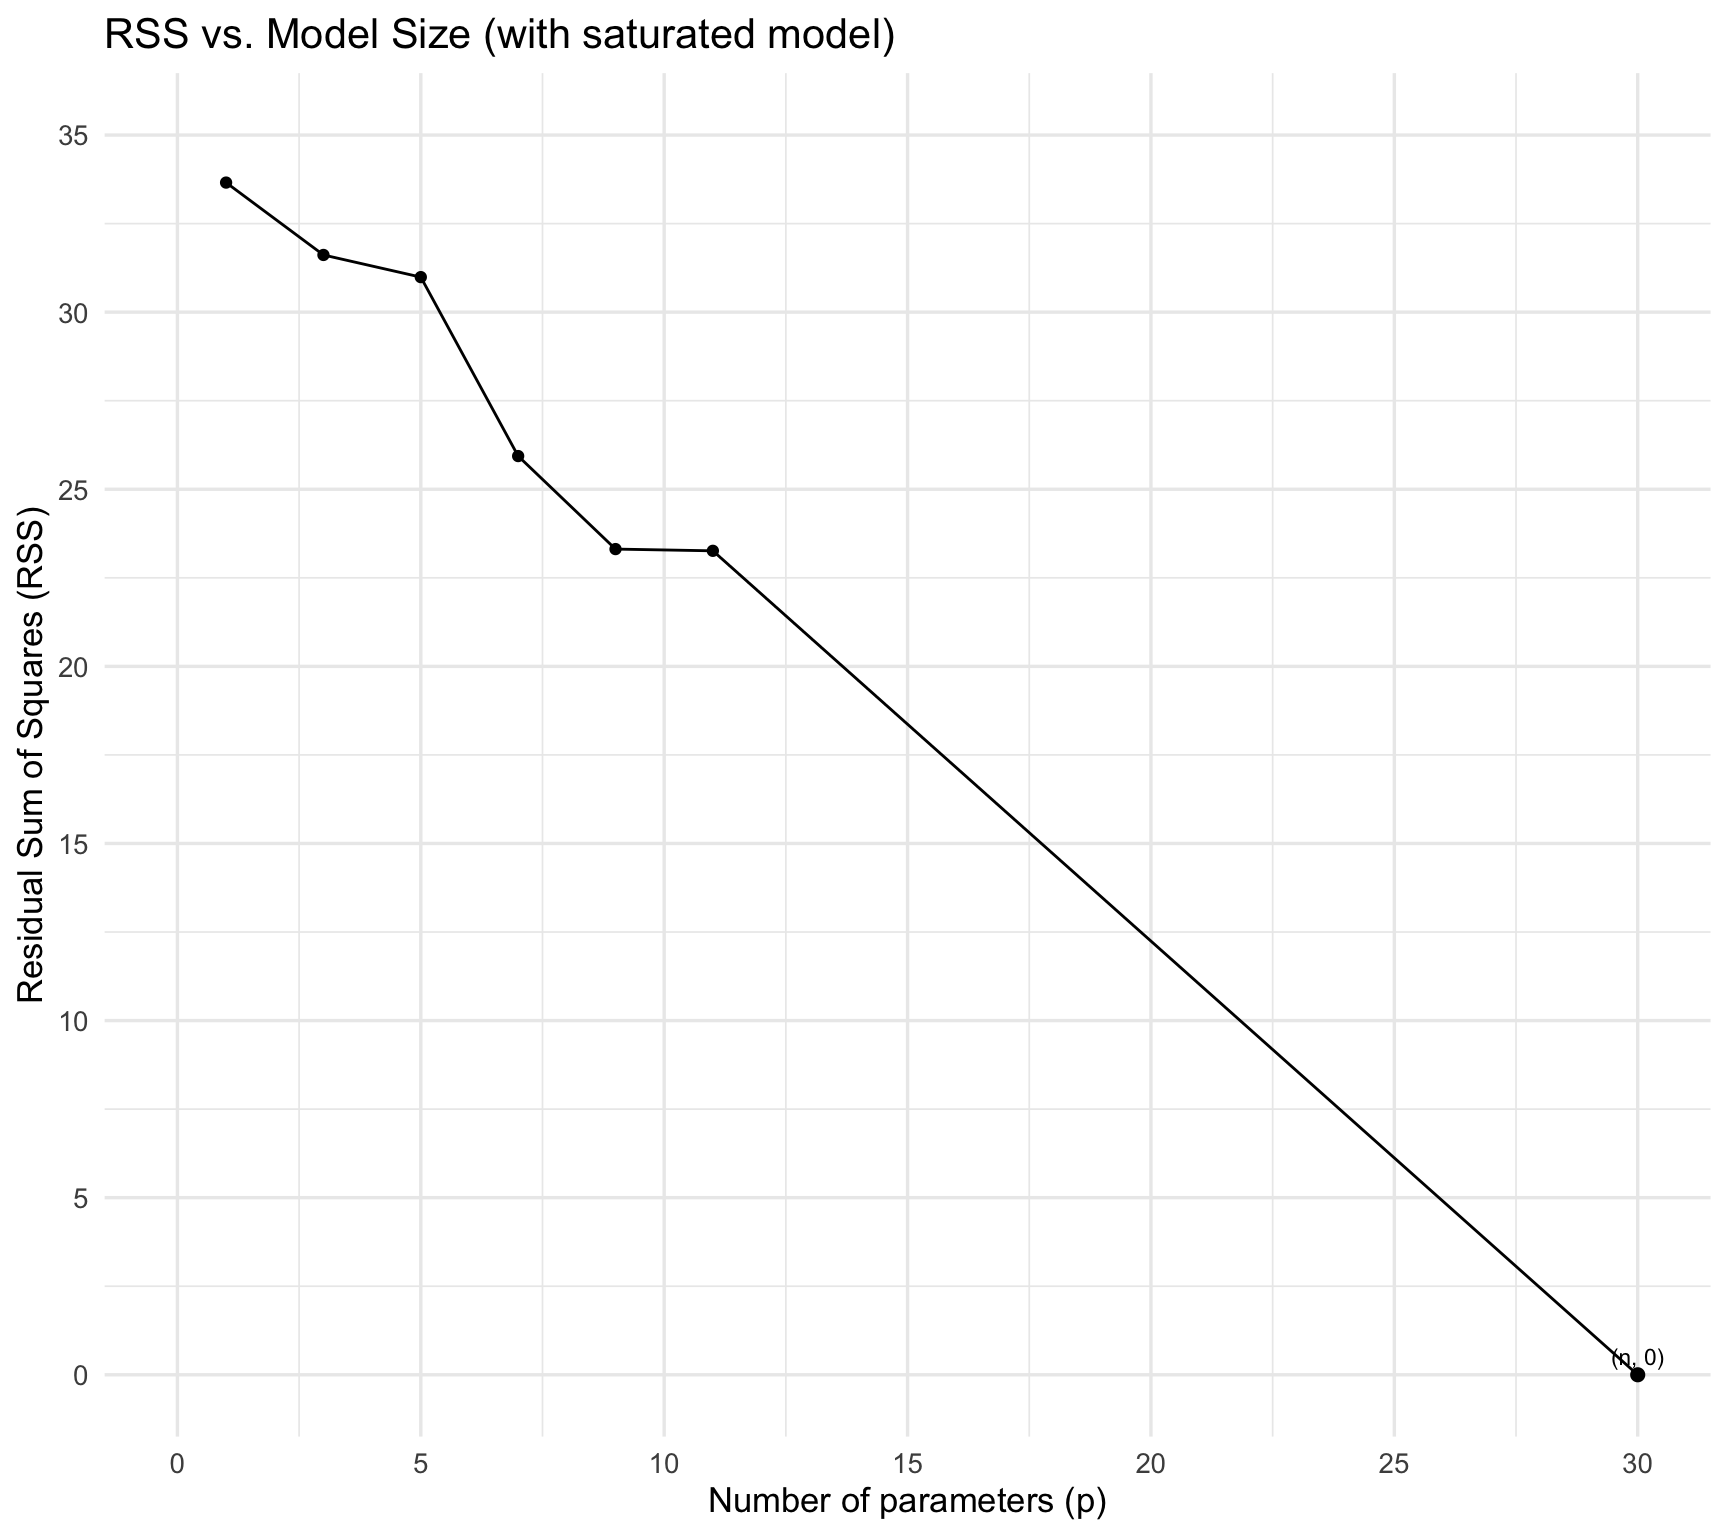 RSS vs. Model Size (with saturated model)
35
30
25
20
15
10
5
0
Residual Sum of Squares (RSS)
(n, 0)
0 5 10 15 20 25 30
Number of parameters (p)